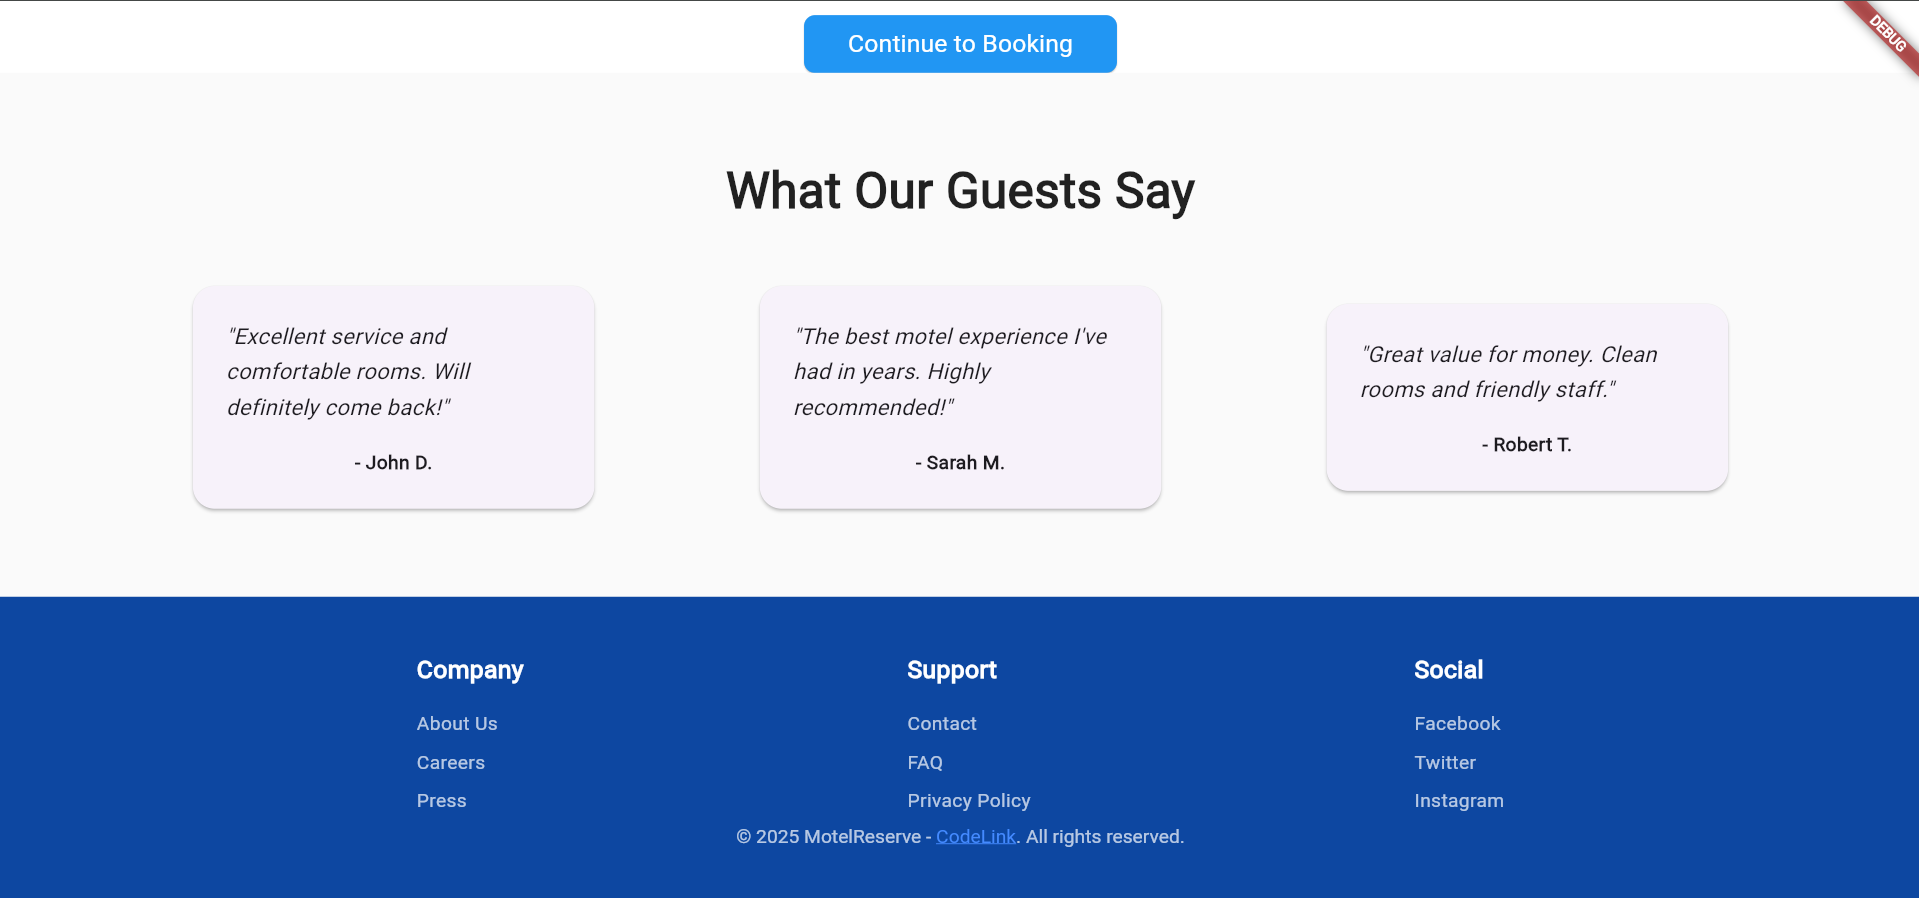 Continue to Booking
DEBUG
What Our Guests Say
"Excellent service and
comfortable rooms. Will
definitely come back!"
- John D.
"The best motel experience I've
had in years. Highly
recommended!"
- Sarah M.
"Great value for money. Clean
rooms and friendly staff."
- Robert T.
Company
About Us
Careers
Press
Support
Contact
FAQ
Privacy Policy
Social
Facebook
Twitter
Instagram
© 2025 MotelReserve - CodeLink. All rights reserved.